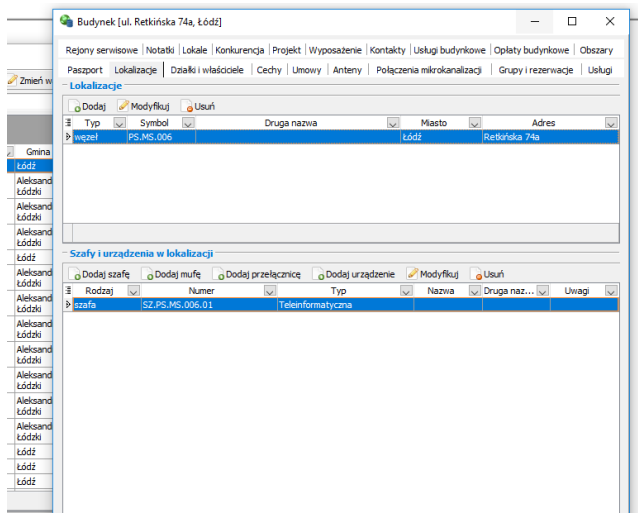 Budynek [ul. Retkińska 74a, Łódź]
Rejony serwisowe Notatki Lokale Konkurencja Projekt Wyposażenie Kontakty Usługi budynkowe Opłaty budynkowe Obszary
Paszport Lokalizacje Działki i właściciele Cechy Umowy Anteny Połączenia mikrokanalizacji Grupy i rezerwacje Usługi
Lokalizacje
Dodaj Modyfikuj Usuń
Typ Symbol Druga nazwa Miasto Adres
węzeł PS.MS.006 Łódź Retkińska 74a
Szafy i urządzenia w lokalizacji
Dodaj szafę Dodaj mufę Dodaj przełącznicę Dodaj urządzenie Modyfikuj Usuń
Rodzaj Numer Typ Nazwa Druga naz... Uwagi
szafa SZ.PS.MS.006.01 Teleinformatyczna
Zmień w
Gmina
Łódź
Aleksand
Łódzki
Aleksand
Łódzki
Aleksand
Łódzki
Łódź
Aleksand
Łódzki
Aleksand
Łódzki
Aleksand
Łódzki
Aleksand
Łódzki
Aleksand
Łódzki
Aleksand
Łódzki
Aleksand
Łódzki
Łódź
Łódź
Łódź